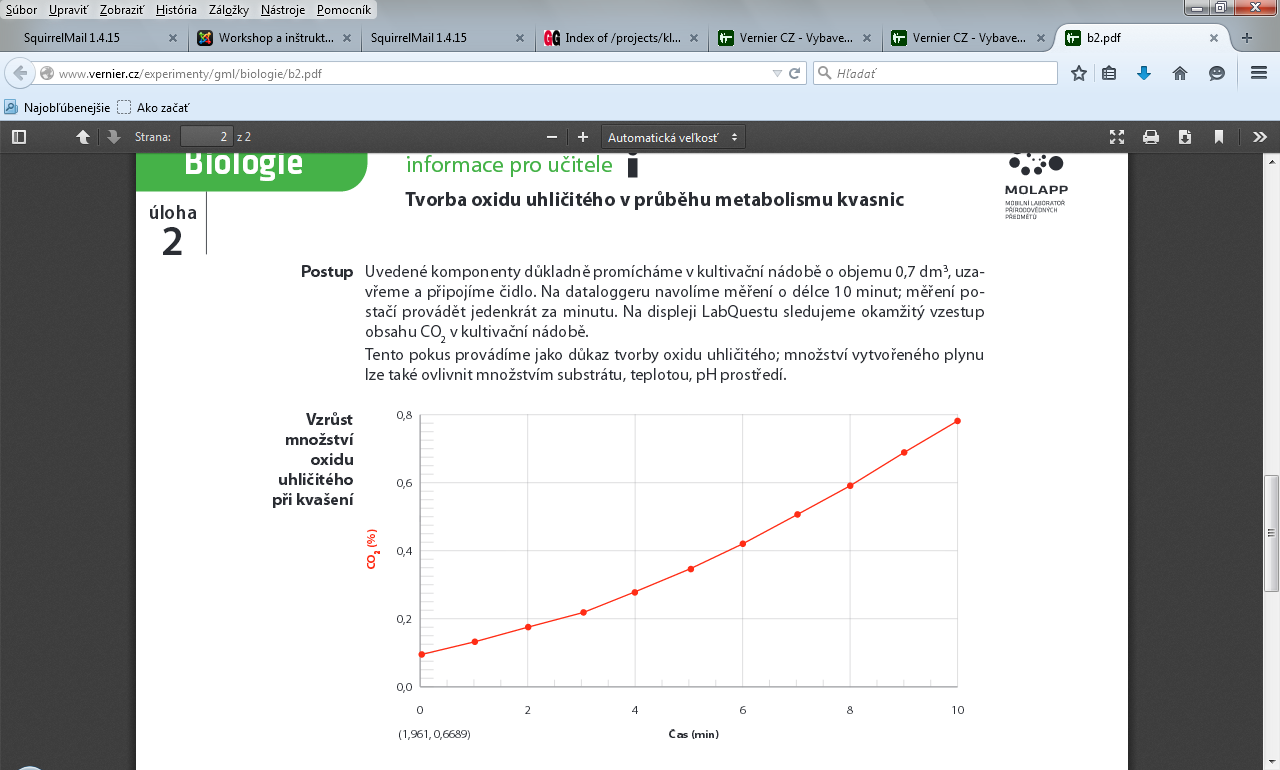 Súbor Upraviť Zobraziť História Záložky Nástroje Pomocník
SquirrelMail 1.4.15
Workshop a inštrukt...
SquirrelMail 1.4.15
Index of /projects/kl...
Vernier CZ - Vybave...
Vernier CZ - Vybave...
b2.pdf
www.vernier.cz/experimenty/gml/biologie/b2.pdf
Hľadať
Najobľúbenejšie Ako začať
Strana: 2 z 2
Automatická veľkosť
Biologie
informace pro učitele i
MOLAPP
MOBILNÍ LABORATOŘ
PŘÍRODOVĚDNÝCH
PŘEDMĚTŮ
úloha
2
Tvorba oxidu uhličitého v průběhu metabolismu kvasnic
Postup
Uvedené komponenty důkladně promícháme v kultivační nádobě o objemu 0,7 dm³, uza-
vřeme a připojíme čidlo. Na dataloggeru navolíme měření o délce 10 minut; měření po-
stačí provádět jedenkrát za minutu. Na displeji LabQuestu sledujeme okamžitý vzestup
obsahu CO₂ v kultivační nádobě.
Tento pokus provádíme jako důkaz tvorby oxidu uhličitého; množství vytvořeného plynu
lze také ovlivnit množstvím substrátu, teplotou, pH prostředí.
Vzrůst
množství
oxidu
uhličitého
při kvašení
CO₂ (%)
0,8
0,6
0,4
0,2
0,0
0 2 4 6 8 10
(1,961, 0,6689)
Čas (min)